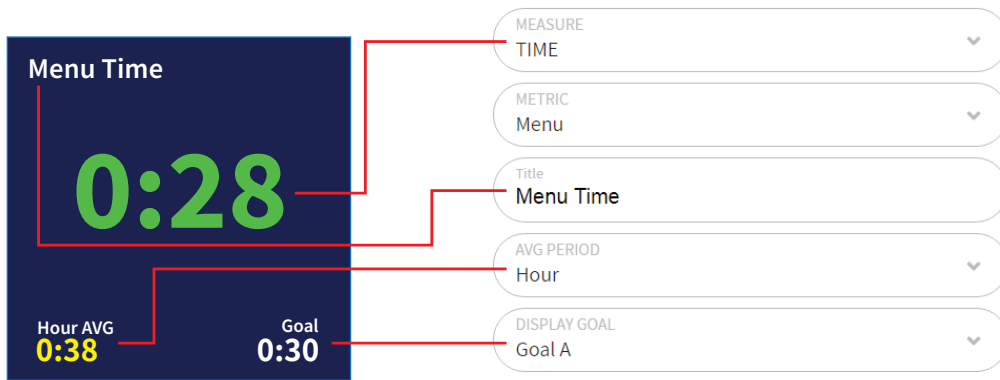 Menu Time
0:28
Hour AVG
0:38
Goal
0:30
MEASURE
TIME
METRIC
Menu
Title
Menu Time
AVG PERIOD
Hour
DISPLAY GOAL
Goal A